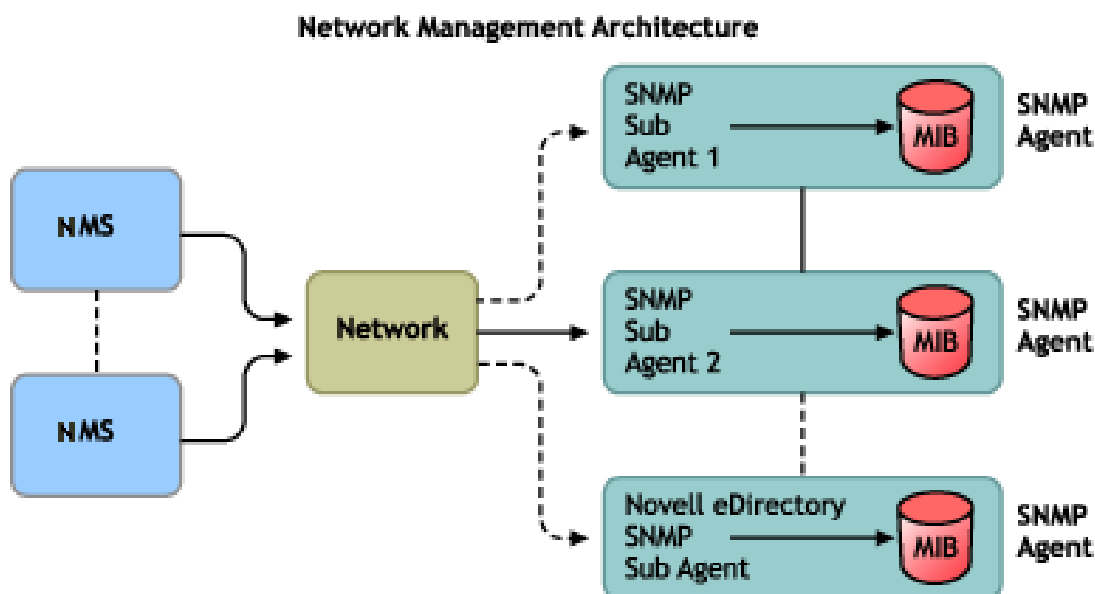 Network Management Architecture
SNMP
Sub
Agent 1
MIB
SNMP
Agent
NMS
NMS
Network
SNMP
Sub
Agent 2
MIB
SNMP
Agent
Novell eDirectory
SNMP
Sub Agent
MIB
SNMP
Agent